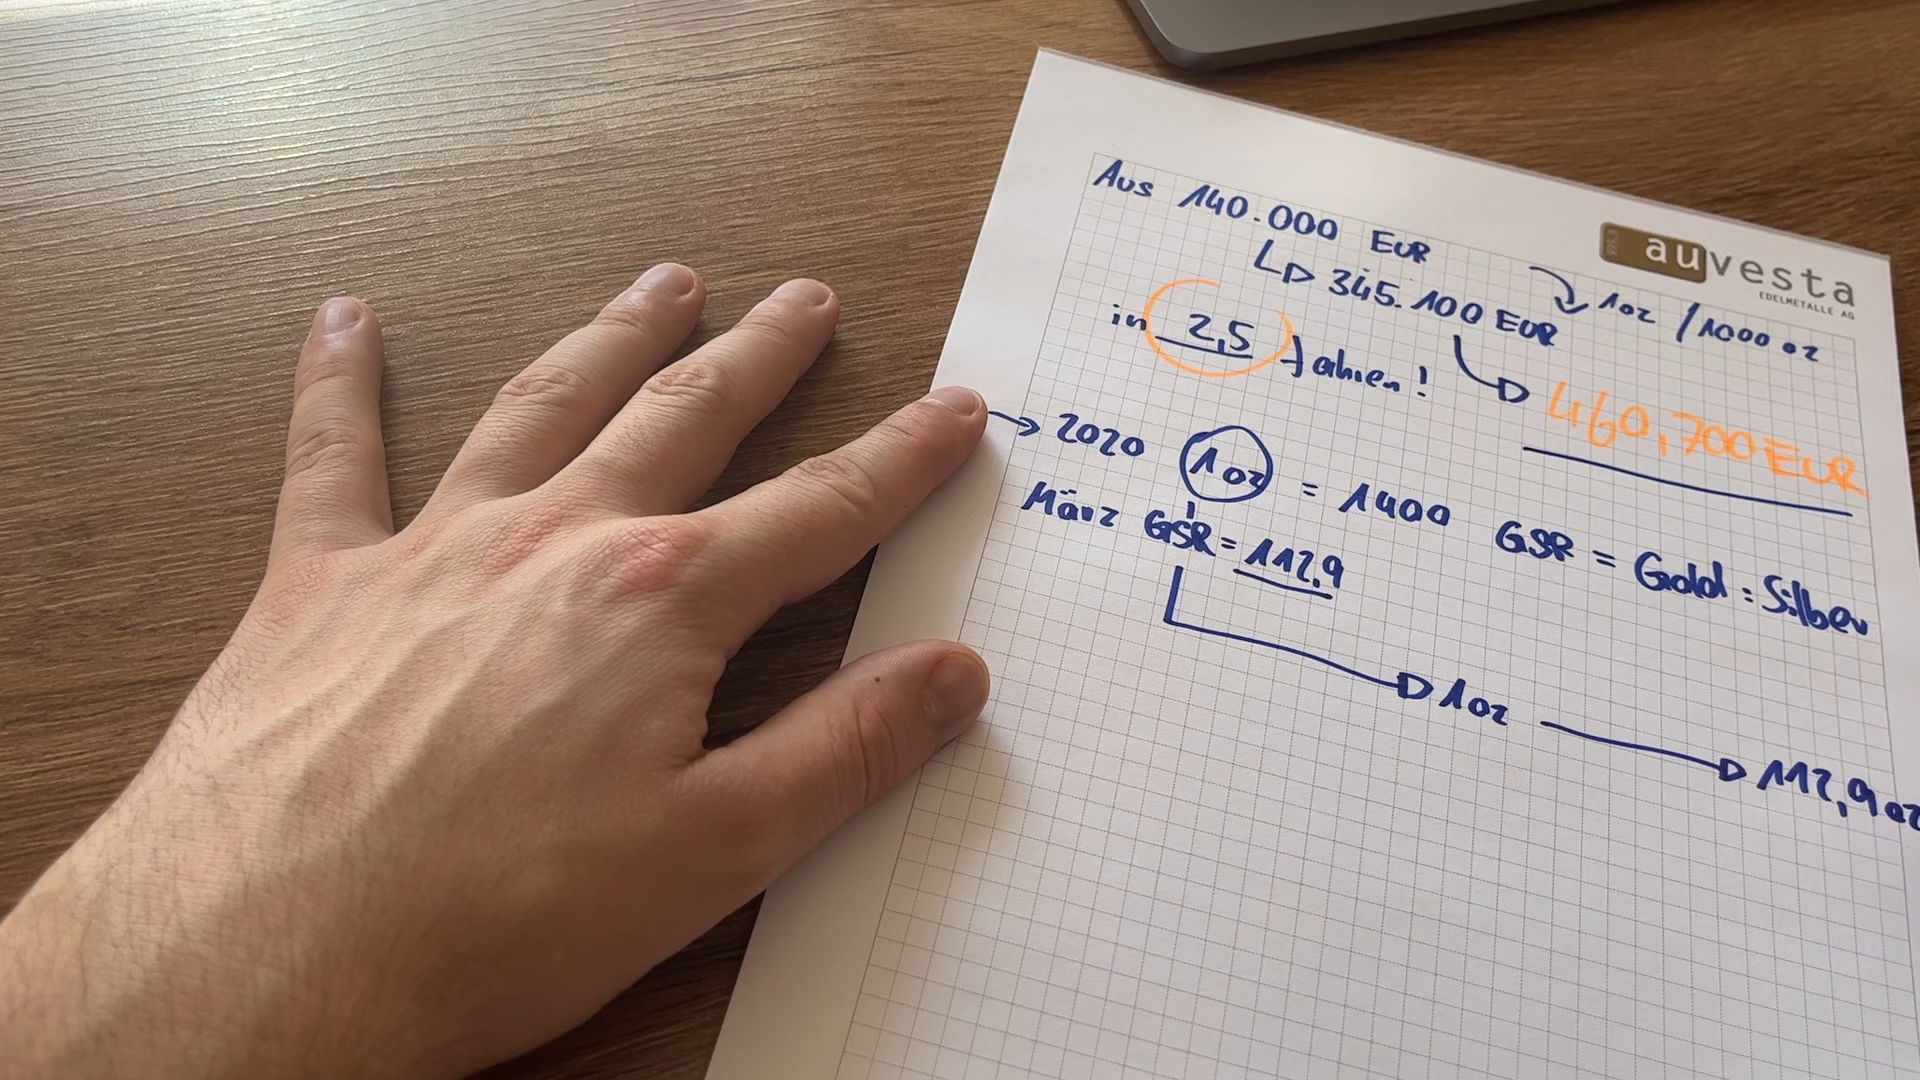 Aus 140.000 EUR
auvesta
EDELMETALLE AG
345.100 EUR
1oz / 1000 oz
in 2,5 Jahren!
460,700 EUR
2020 1oz = 1400
GSR = Gold : Silber
März GSR = 112,9
1oz
112,9 oz